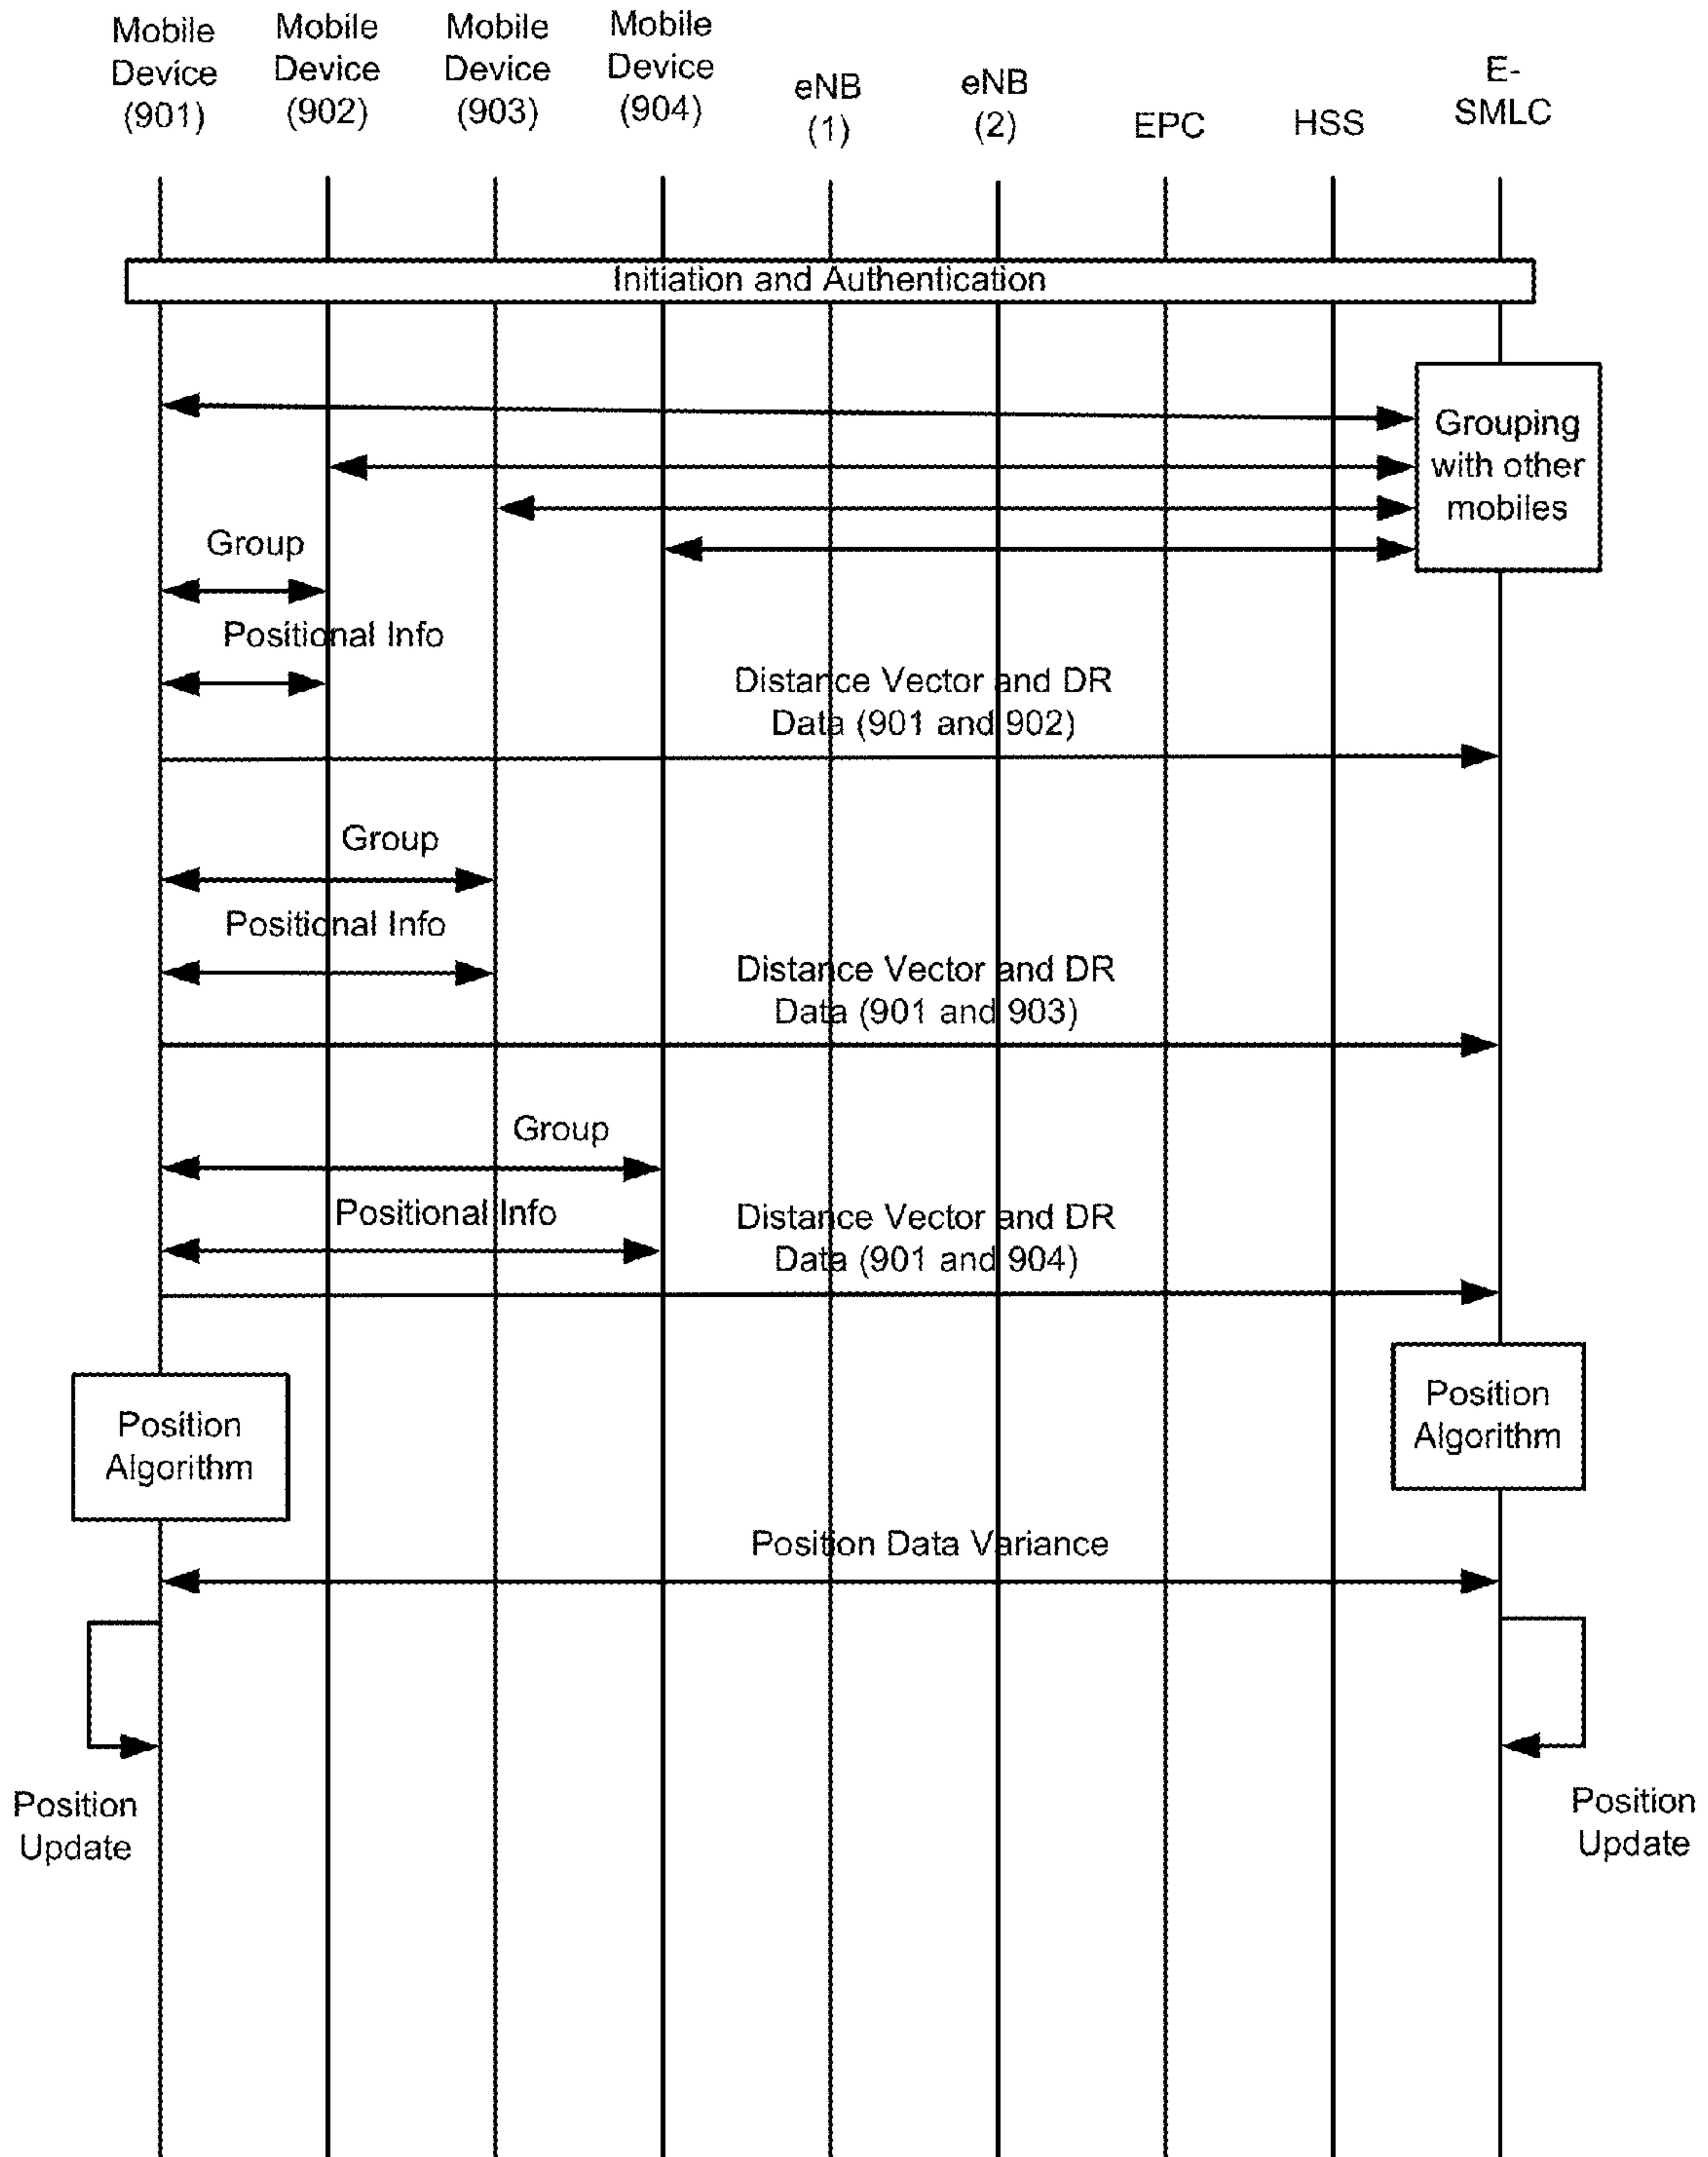 Mobile
Device
(901)
Mobile
Device
(902)
Mobile
Device
(903)
Mobile
Device
(904)
eNB
(1)
eNB
(2)
EPC
HSS
E-
SMLC
Initiation and Authentication
Grouping
with other
mobiles
Group
Positional Info
Distance Vector and DR
Data (901 and 902)
Group
Positional Info
Distance Vector and DR
Data (901 and 903)
Group
Positional Info
Distance Vector and DR
Data (901 and 904)
Position
Algorithm
Position
Algorithm
Position Data Variance
Position
Update
Position
Update